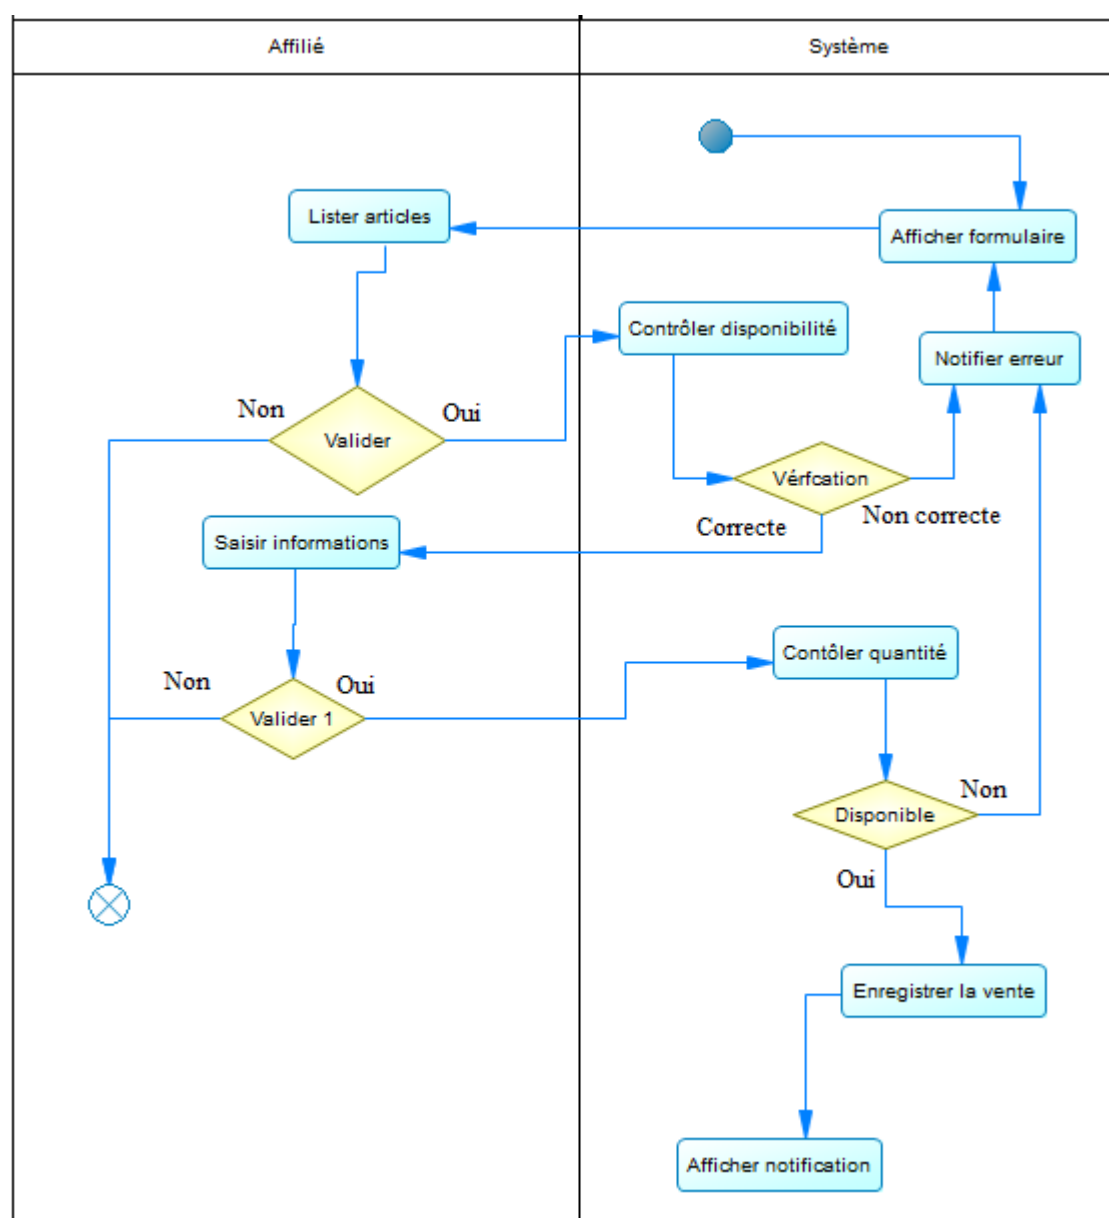 Affilié
Système
Lister articles
Afficher formulaire
Contrôler disponibilité
Notifier erreur
Non
Oui
Valider
Vérfcation
Correcte
Non correcte
Saisir informations
Contôler quantité
Non
Oui
Valider 1
Non
Disponible
Oui
Enregistrer la vente
Afficher notification